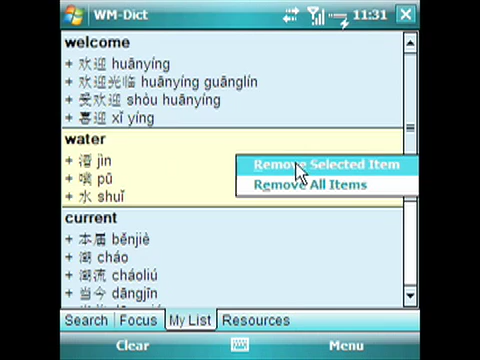 WM-Dict 11:31
welcome
+ 欢迎 huānyíng
+ 欢迎光临 huānyíng guānglín
+ 受欢迎 shòu huānyíng
+ 喜迎 xǐ yíng
water
+ jìn
+ 噗 pū
+ 水 shuǐ
Remove Selected Item
Remove All Items
current
+ 本届 běnjiè
+ 潮 cháo
+ 潮流 cháoliú
+ 当今 dāngjīn
Search Focus My List Resources
Clear Menu